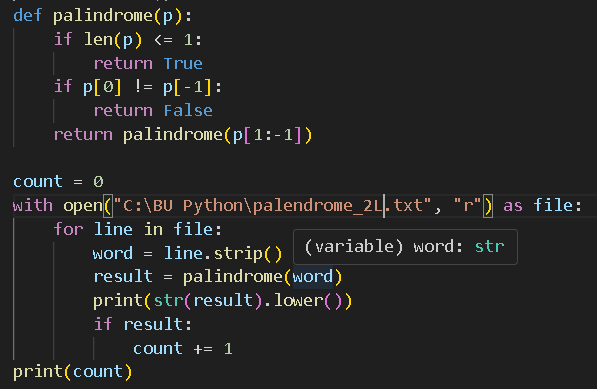 def palindrome(p):
    if len(p) <= 1:
        return True
    if p[0] != p[-1]:
        return False
    return palindrome(p[1:-1])

count = 0
with open("C:\BU Python\palendrome_2L.txt", "r") as file:
    for line in file:
        word = line.strip()
(variable) word: str
        result = palindrome(word)
        print(str(result).lower())
        if result:
            count += 1
print(count)